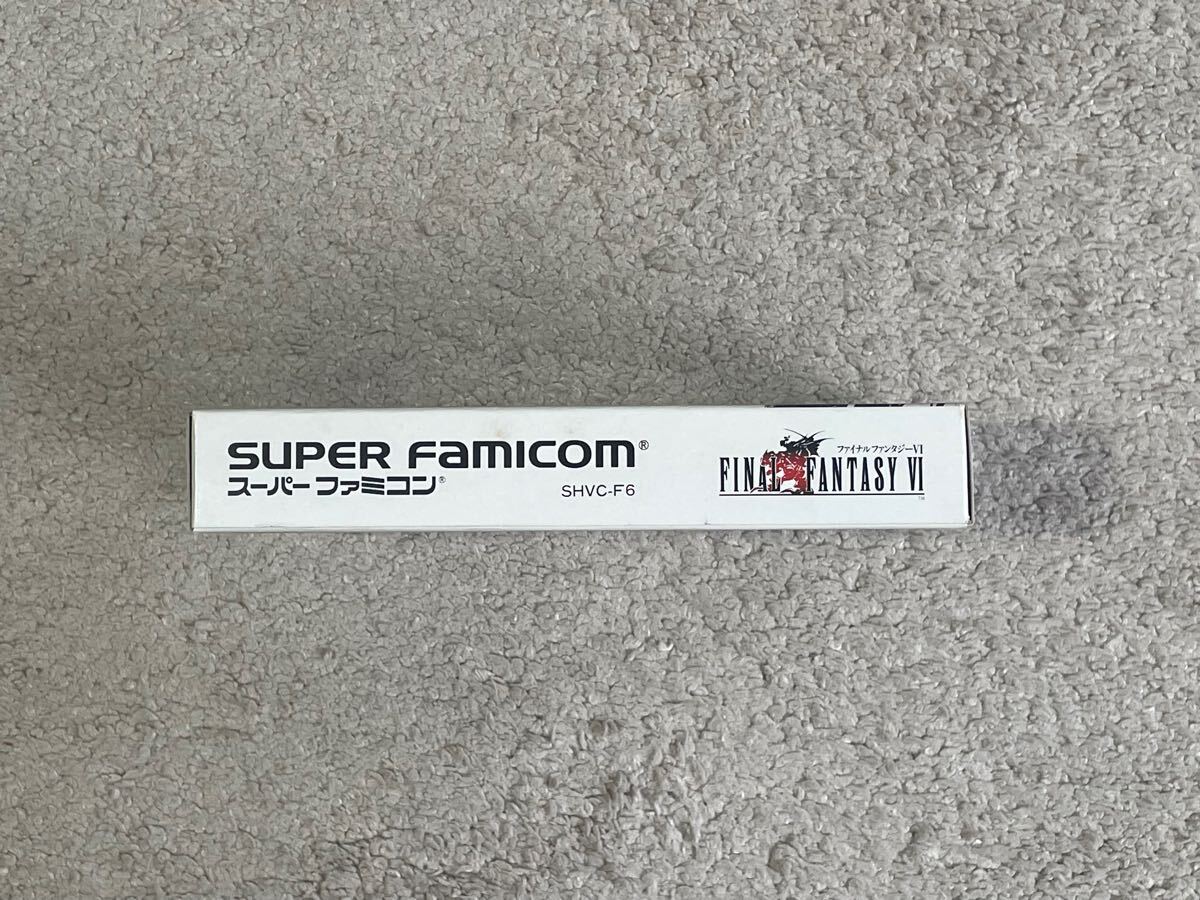 SUPER FAMICOM®
スーパーファミコン®
SHVC-F6
ファイナルファンタジーVI
FINAL FANTASY VI
TM